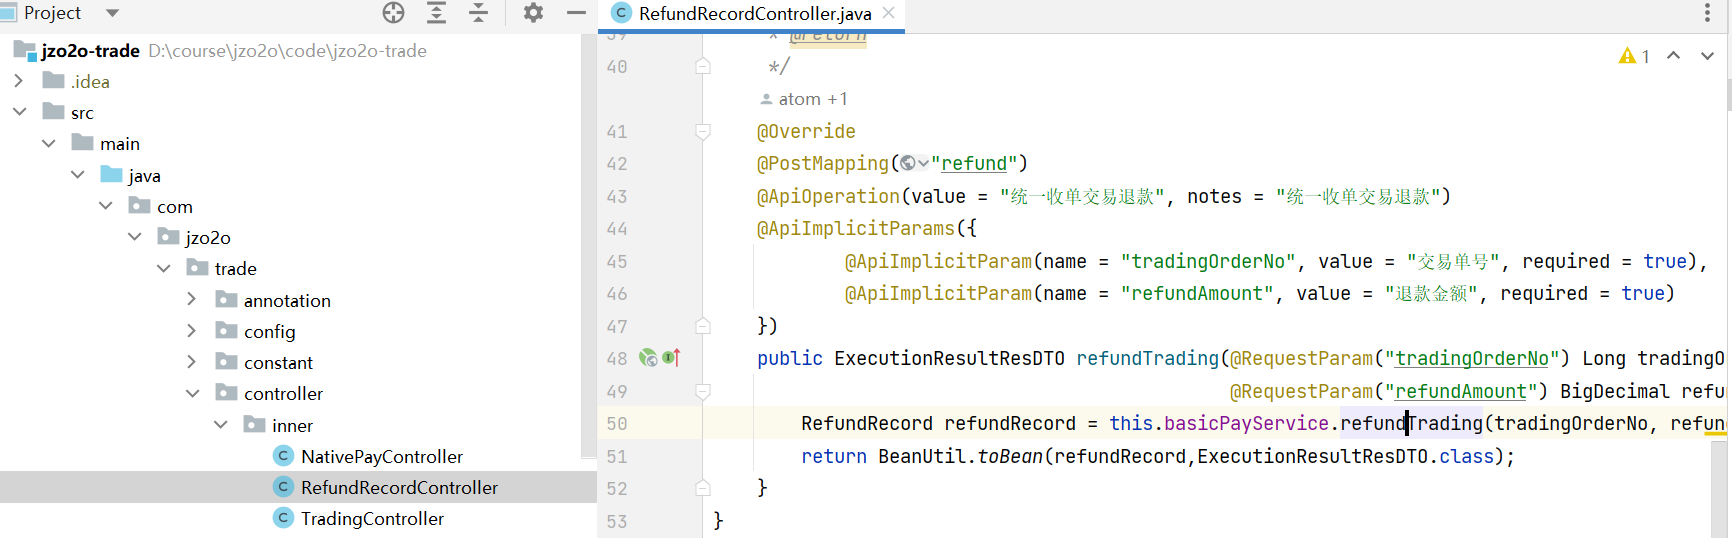 Project
RefundRecordController.java
jzo2o-trade D:\course\jzo2o\code\jzo2o-trade
.idea
src
main
java
com
jzo2o
trade
annotation
config
constant
controller
inner
NativePayController
RefundRecordController
TradingController
1
39 * @return
40 */
atom +1
41 @Override
42 @PostMapping("refund")
43 @ApiOperation(value = "统一收单交易退款", notes = "统一收单交易退款")
44 @ApiImplicitParams({
45 @ApiImplicitParam(name = "tradingOrderNo", value = "交易单号", required = true),
46 @ApiImplicitParam(name = "refundAmount", value = "退款金额", required = true)
47 })
48 public ExecutionResultResDTO refundTrading(@RequestParam("tradingOrderNo") Long tradingO
49 @RequestParam("refundAmount") BigDecimal refu
50 RefundRecord refundRecord = this.basicPayService.refundTrading(tradingOrderNo, refun
51 return BeanUtil.toBean(refundRecord,ExecutionResultResDTO.class);
52 }
53 }